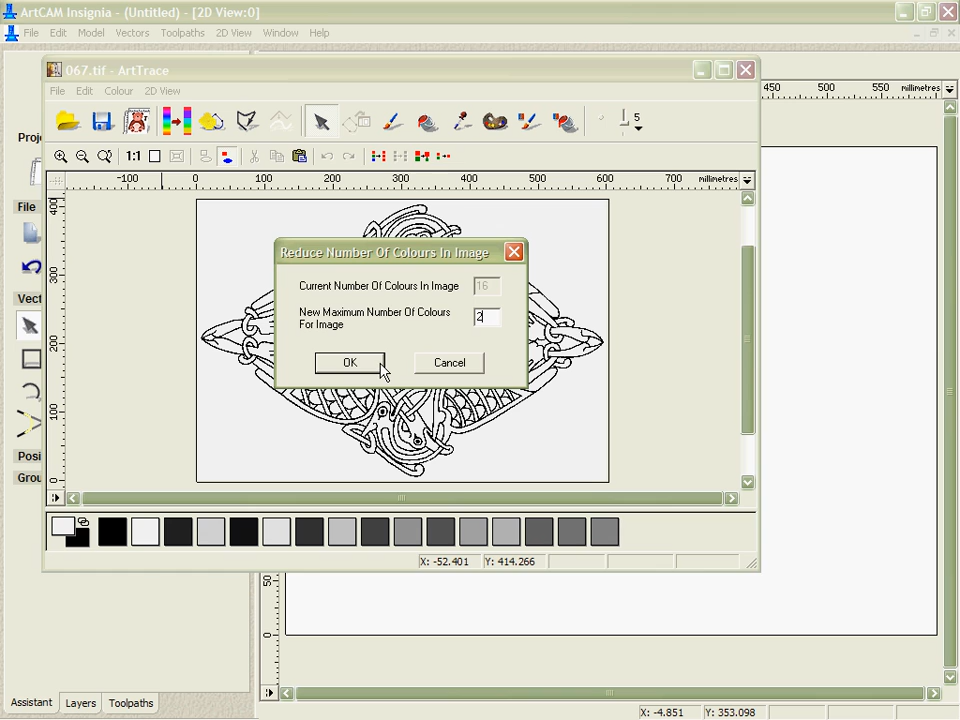 ArtCAM Insignia - (Untitled) - [2D View:0]
File Edit Model Vectors Toolpaths 2D View Window Help
067.tif - ArtTrace
File Edit Colour 2D View
5
1:1
-100 0 100 200 300 400 500 600 700 millimetres
450 500 550 millimetres
Proj
File
Vect
Posi
Grou
400
300
200
100
0
Reduce Number Of Colours In Image
Current Number Of Colours In Image 16
New Maximum Number Of Colours
For Image
2
OK Cancel
X: -52.401 Y: 414.266
50
0
Assistant Layers Toolpaths
X: -4.851 Y: 353.098